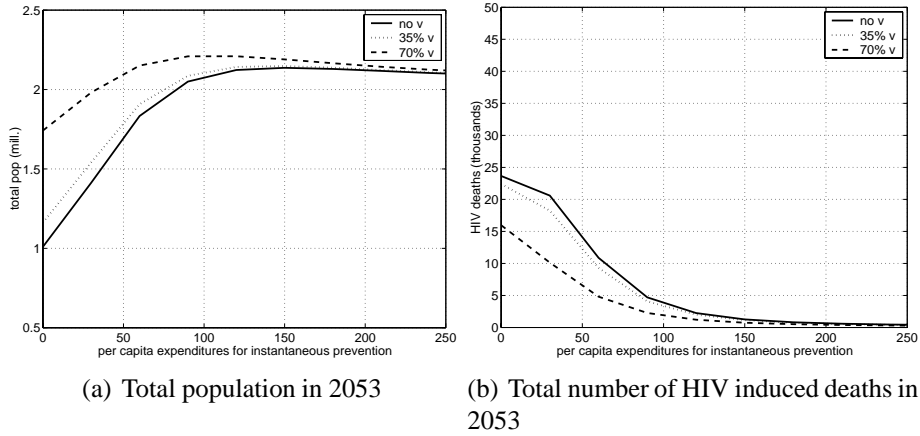 2.5
2
1.5
1
0.5
total pop (mill.)
no v
35% v
70% v
0 50 100 150 200 250
per capita expenditures for instantaneous prevention
(a) Total population in 2053
50
45
40
35
30
25
20
15
10
5
0
HIV deaths (thousands)
no v
35% v
70% v
0 50 100 150 200 250
per capita expenditures for instantaneous prevention
(b) Total number of HIV induced deaths in
2053